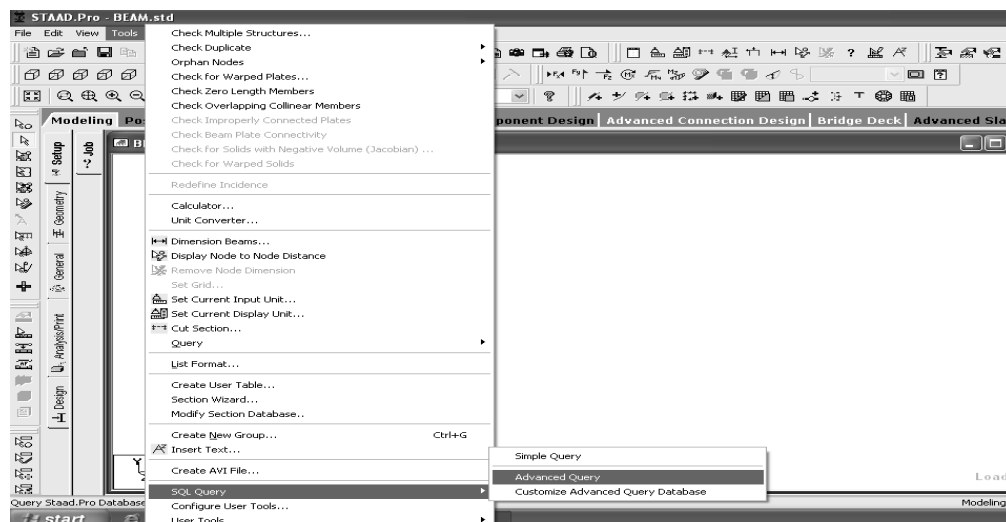 STAAD.Pro - BEAM.std
File Edit View Tools
Check Multiple Structures...
Check Duplicate
Orphan Nodes
Check for Warped Plates...
Check Zero Length Members
Check Overlapping Collinear Members
Check Improperly Connected Plates
Check Beam Plate Connectivity
Check for Solids with Negative Volume (Jacobian) ...
Check for Warped Solids
Redefine Incidence
Calculator...
Unit Converter...
Dimension Beams...
Display Node to Node Distance
Remove Node Dimension
Set Grid...
Set Current Input Unit...
Set Current Display Unit...
Cut Section...
Query
List Format...
Create User Table...
Section Wizard...
Modify Section Database..
Create New Group... Ctrl+G
Insert Text...
Create AVI File...
SQL Query
Configure User Tools...
User Tools
Simple Query
Advanced Query
Customize Advanced Query Database
Modeling Po
ponent Design Advanced Connection Design Bridge Deck Advanced Sla
Setup
Geometry
General
Analysis/Print
Design
Job
B
Y
Load
Query Staad.Pro Database
Modeling
start